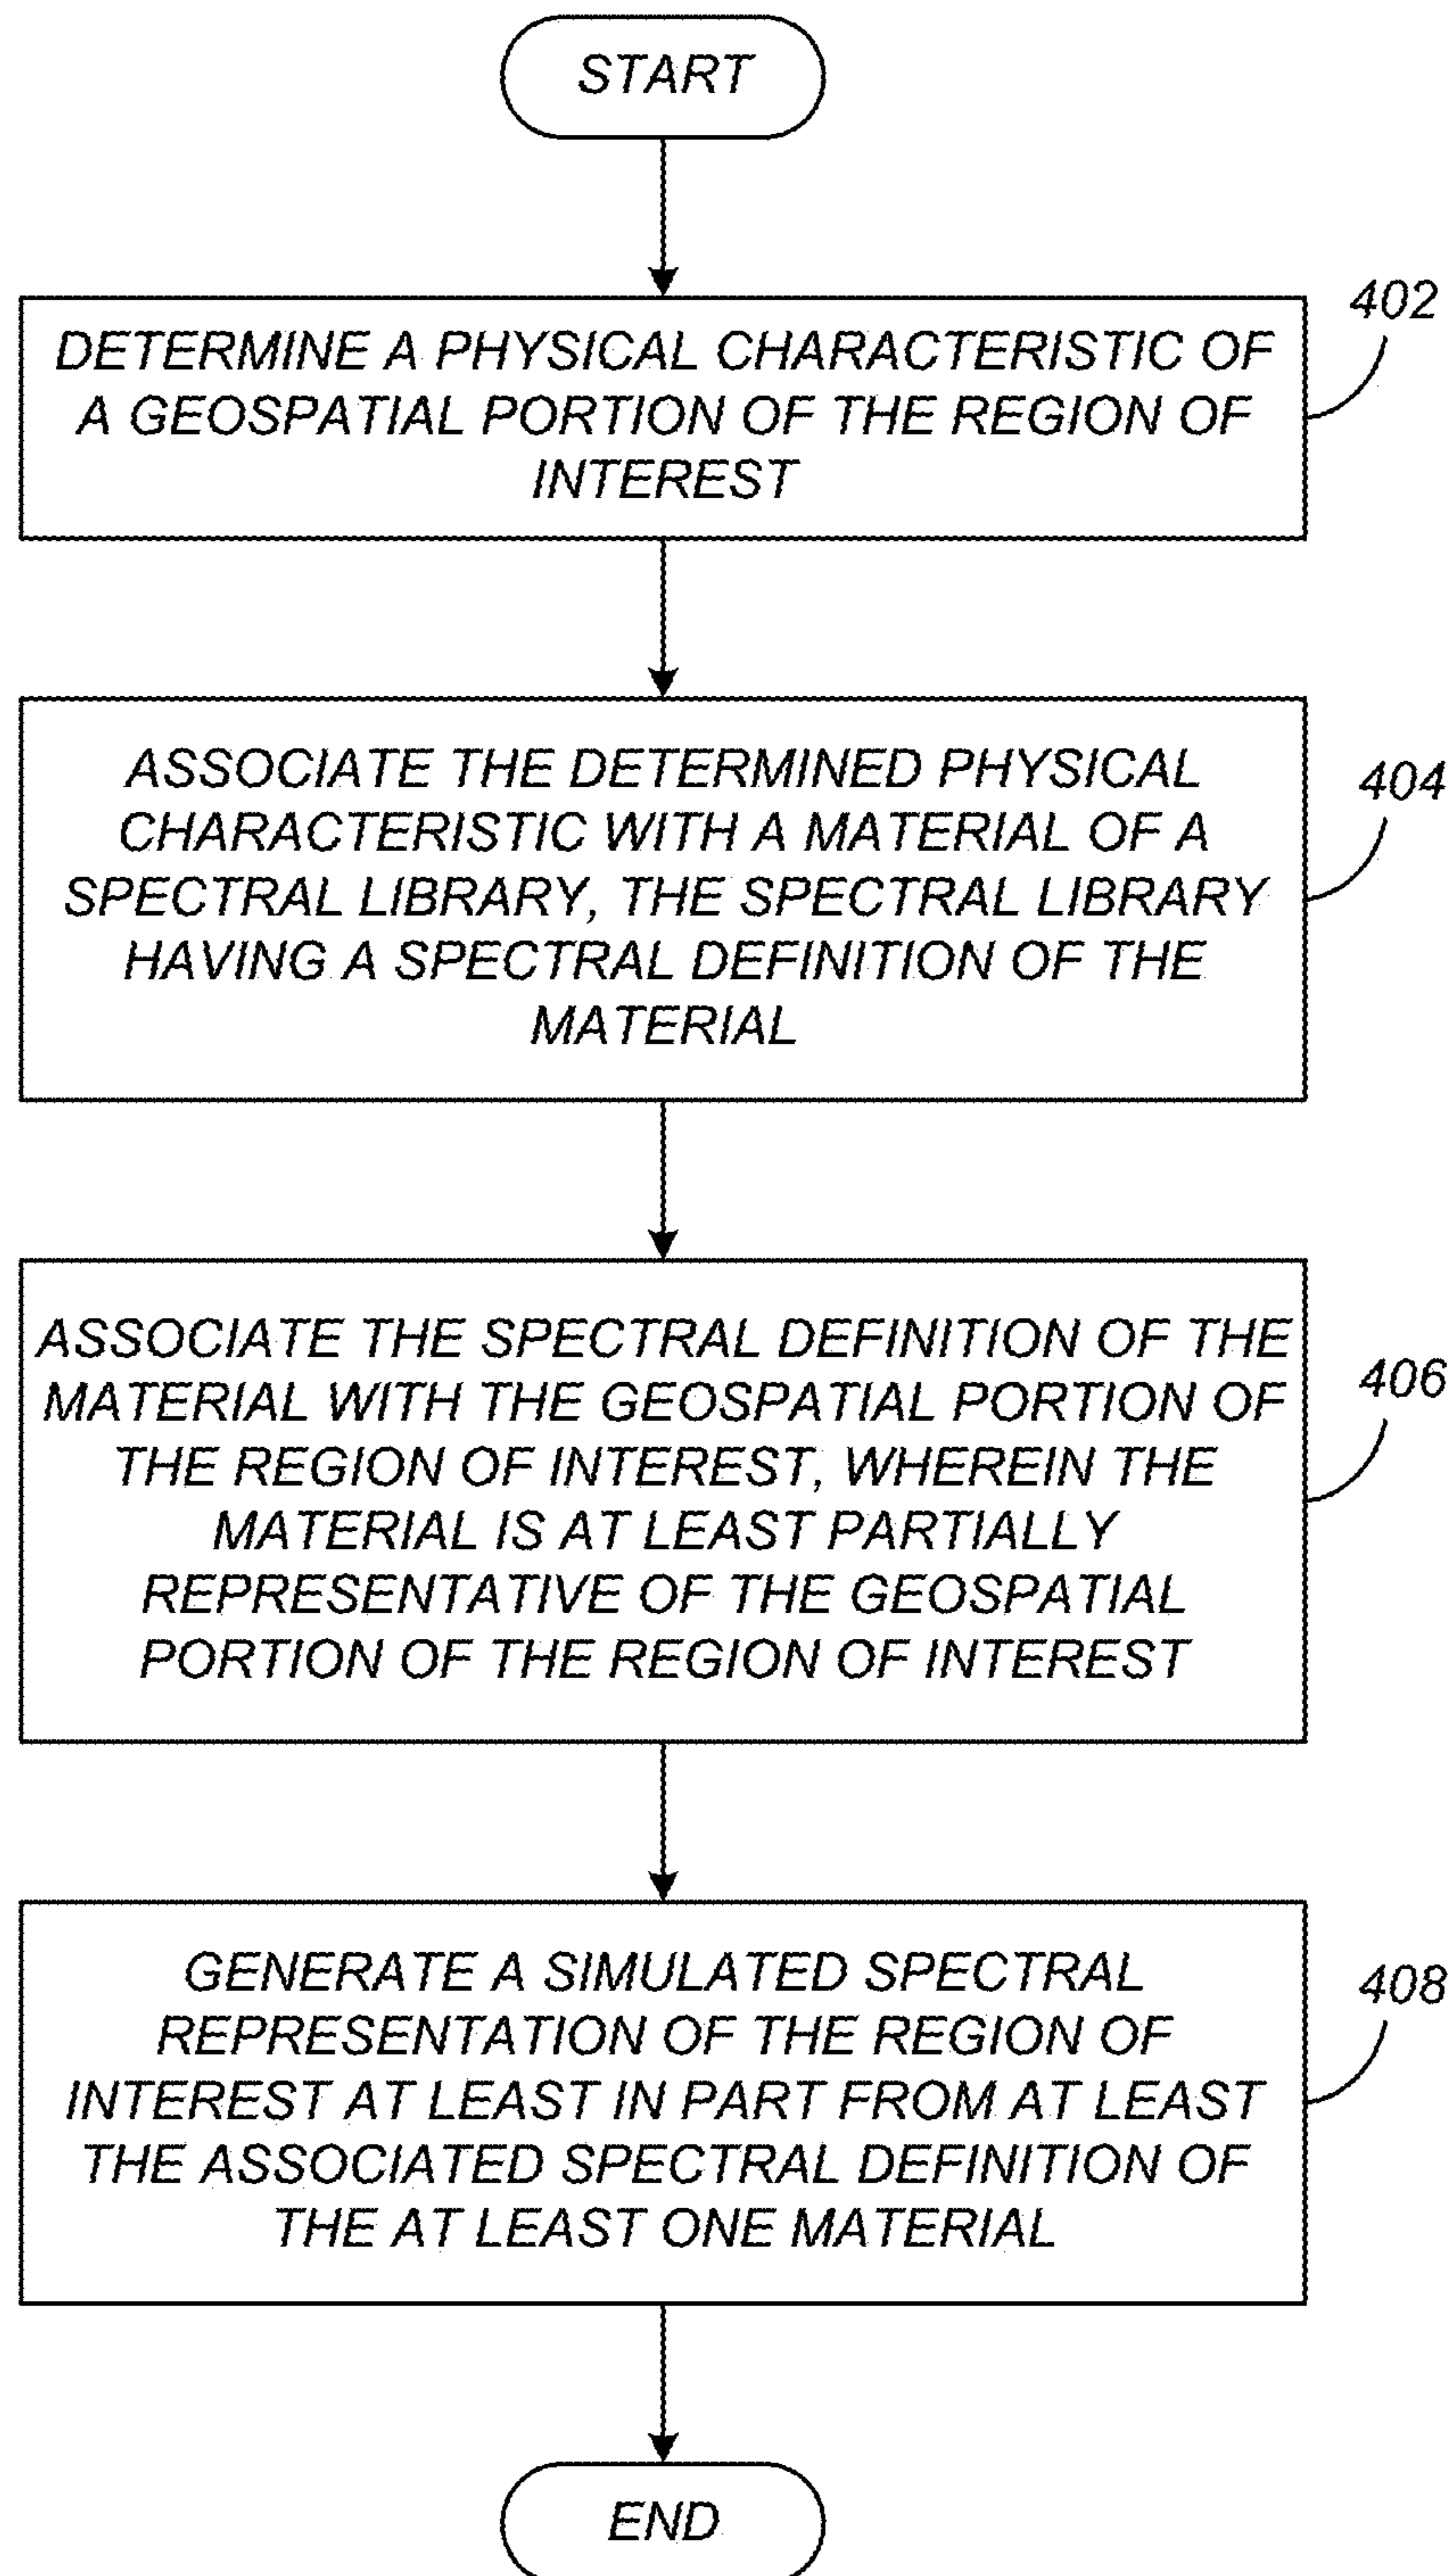 START
402
DETERMINE A PHYSICAL CHARACTERISTIC OF
A GEOSPATIAL PORTION OF THE REGION OF
INTEREST
404
ASSOCIATE THE DETERMINED PHYSICAL
CHARACTERISTIC WITH A MATERIAL OF A
SPECTRAL LIBRARY, THE SPECTRAL LIBRARY
HAVING A SPECTRAL DEFINITION OF THE
MATERIAL
406
ASSOCIATE THE SPECTRAL DEFINITION OF THE
MATERIAL WITH THE GEOSPATIAL PORTION OF
THE REGION OF INTEREST, WHEREIN THE
MATERIAL IS AT LEAST PARTIALLY
REPRESENTATIVE OF THE GEOSPATIAL
PORTION OF THE REGION OF INTEREST
408
GENERATE A SIMULATED SPECTRAL
REPRESENTATION OF THE REGION OF
INTEREST AT LEAST IN PART FROM AT LEAST
THE ASSOCIATED SPECTRAL DEFINITION OF
THE AT LEAST ONE MATERIAL
END